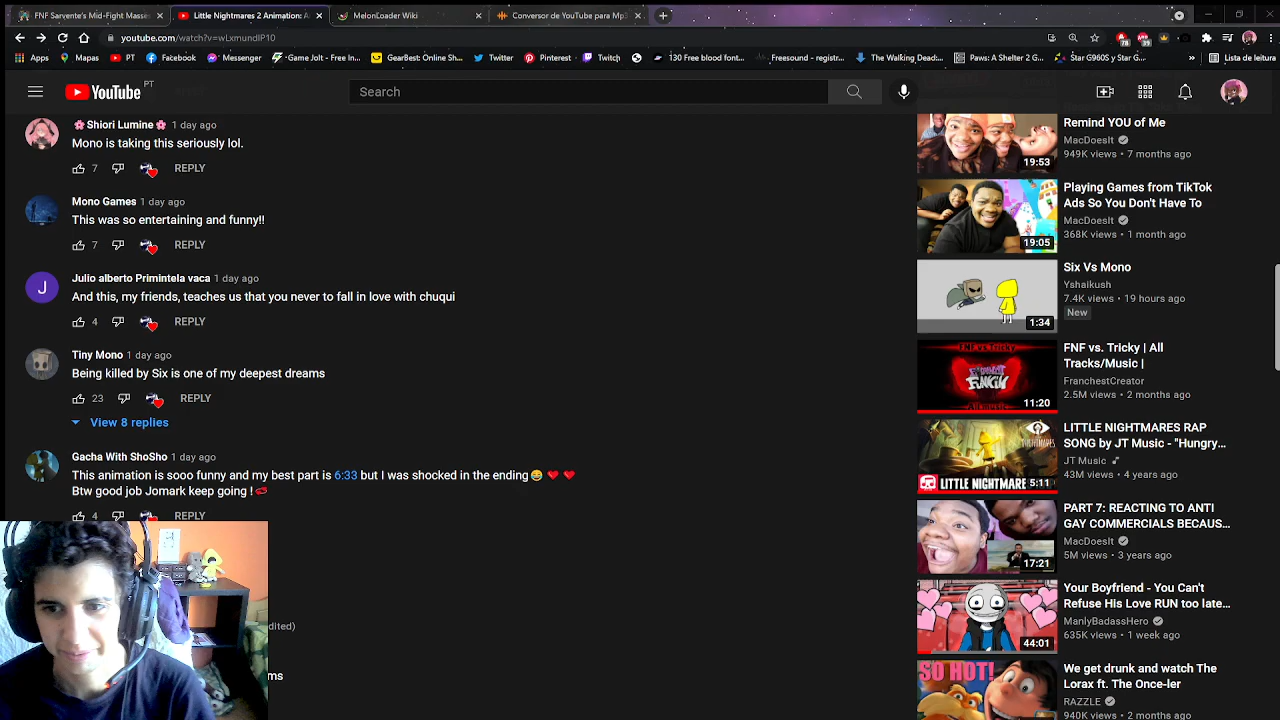 FNF Sarvente's Mid-Fight Masses
Little Nightmares 2 Animation: A
MelonLoader Wiki
Conversor de YouTube para Mp3
youtube.com/watch?v=wLxmundIP10
78
39
Apps
Mapas
PT
Facebook
Messenger
Game Jolt - Free In...
GearBest: Online Sh...
Twitter
Pinterest
Twitch
130 Free blood font...
Freesound - registr...
The Walking Dead:...
Paws: A Shelter 2 G...
Star G960S y Star G...
»
Lista de leitura
YouTube PT
Search
🌸Shiori Lumine 🌸 1 day ago
Mono is taking this seriously lol.
7 REPLY
Mono Games 1 day ago
This was so entertaining and funny!!
7 REPLY
J
Julio alberto Primintela vaca 1 day ago
And this, my friends, teaches us that you never to fall in love with chuqui
4 REPLY
Tiny Mono 1 day ago
Being killed by Six is one of my deepest dreams
23 REPLY
View 8 replies
Gacha With ShoSho 1 day ago
This animation is sooo funny and my best part is 6:33 but I was shocked in the ending😂 ❤️ ❤️
Btw good job Jomark keep going !
4 REPLY
dited)
ms
Remind YOU of Me
MacDoesIt
949K views • 7 months ago
19:53
Playing Games from TikTok
Ads So You Don't Have To
MacDoesIt
368K views • 1 month ago
19:05
Six Vs Mono
Yshaikush
7.4K views • 19 hours ago
New
1:34
FNF vs. Tricky | All
Tracks/Music |
FranchestCreator
2.5M views • 2 months ago
FNF vs. Tricky
FUNKIN
All music
11:20
LITTLE NIGHTMARES RAP
SONG by JT Music - "Hungry...
JT Music
43M views • 4 years ago
LITTLE NIGHTMARE
5:11
PART 7: REACTING TO ANTI
GAY COMMERCIALS BECAUS...
MacDoesIt
5M views • 3 years ago
17:21
Your Boyfriend - You Can't
Refuse His Love RUN too late...
ManlyBadassHero
635K views • 1 week ago
44:01
We get drunk and watch The
Lorax ft. The Once-ler
RAZZLE
940K views • 2 months ago
SO HOT!